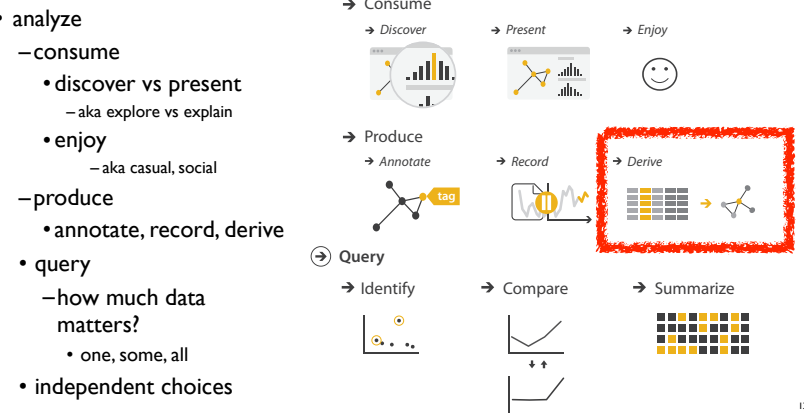 • analyze
–consume
• discover vs present
– aka explore vs explain
• enjoy
– aka casual, social
–produce
• annotate, record, derive
• query
–how much data
matters?
• one, some, all
• independent choices
→ Consume
→ Discover
→ Present
→ Enjoy
→ Produce
→ Annotate
→ Record
→ Derive
tag
→ Query
→ Identify
→ Compare
→ Summarize